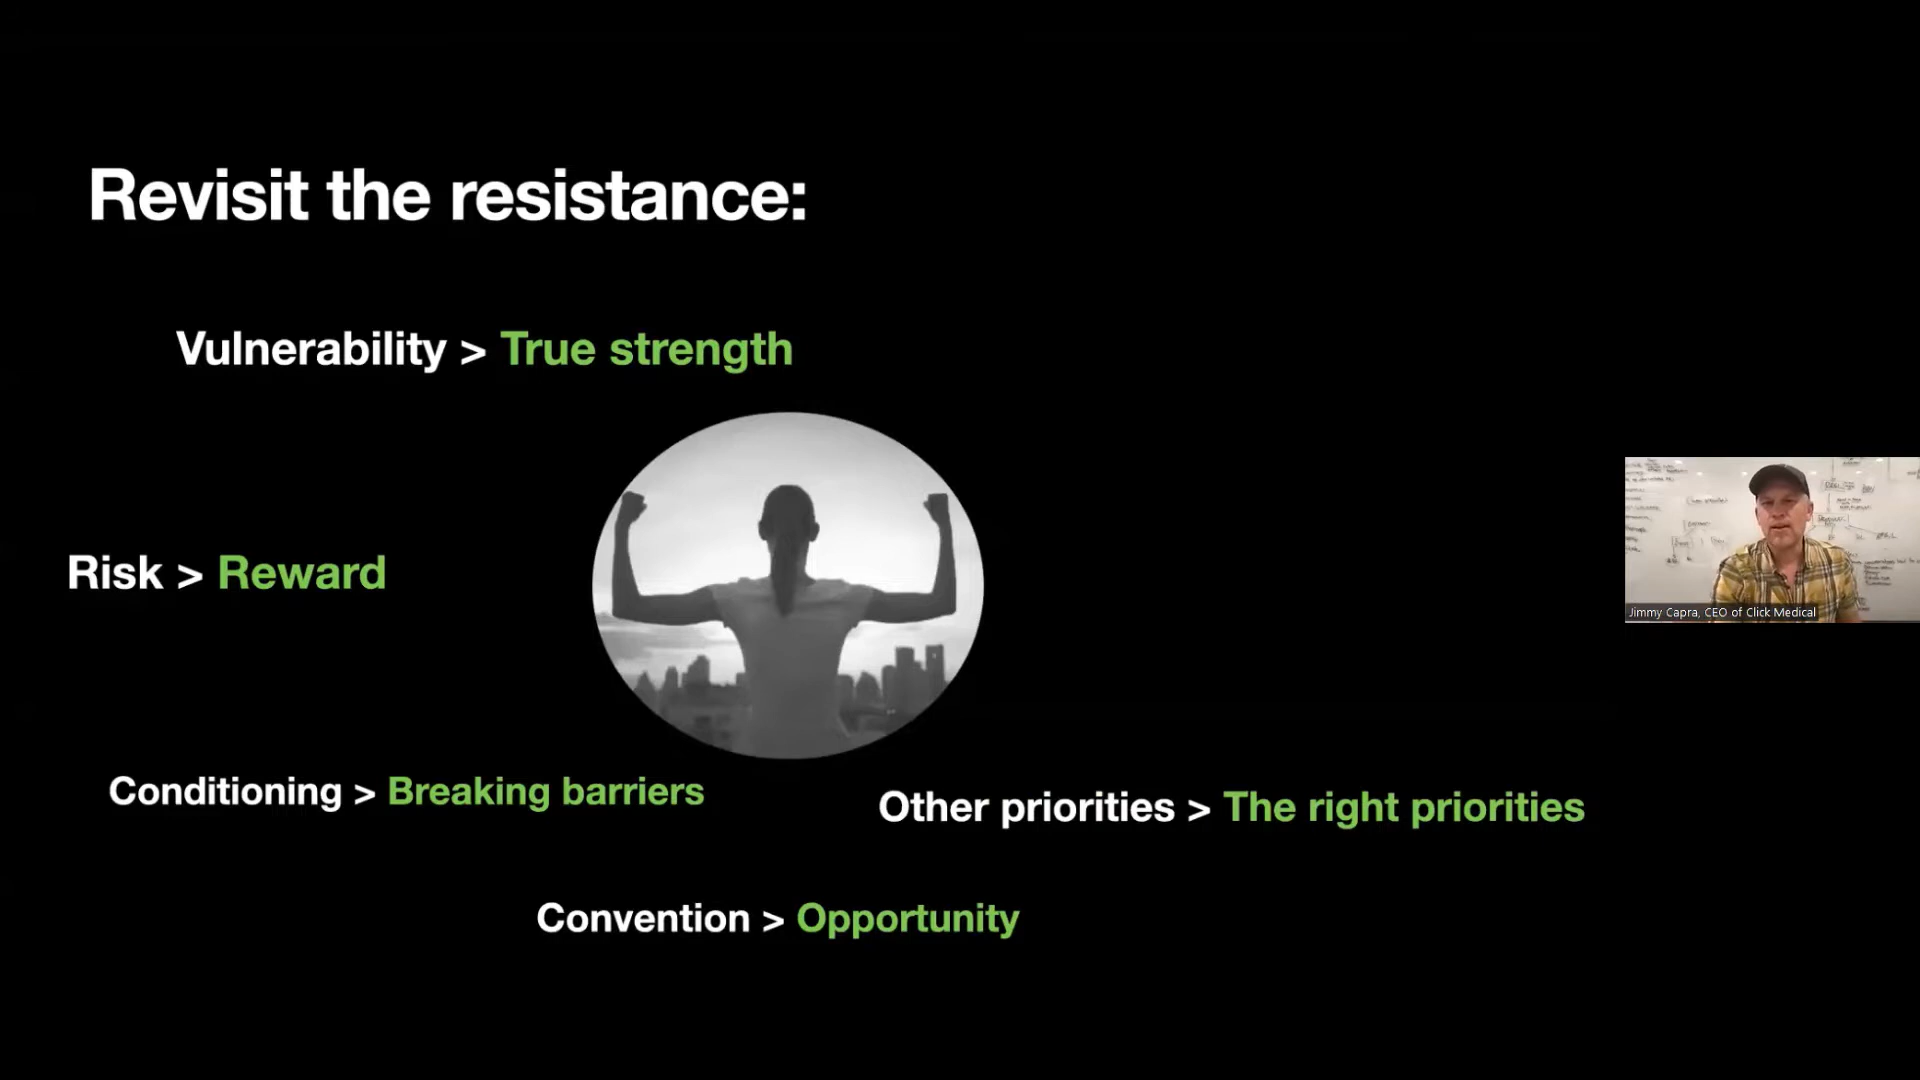 Revisit the resistance:
Vulnerability > True strength
Risk > Reward
Conditioning > Breaking barriers
Other priorities > The right priorities
Convention > Opportunity
Jimmy Capra, CEO of Click Medical